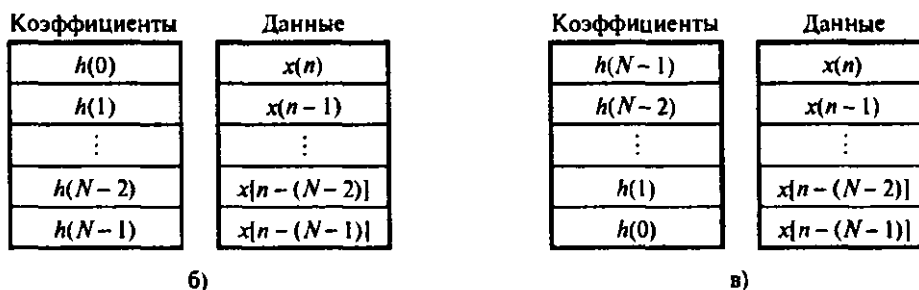 Коэффициенты Данные Коэффициенты Данные
h(0) x(n) h(N − 1) x(n)
h(1) x(n − 1) h(N − 2) x(n − 1)
⋮ ⋮ ⋮ ⋮
h(N − 2) x[n − (N − 2)] h(1) x[n − (N − 2)]
h(N − 1) x[n − (N − 1)] h(0) x[n − (N − 1)]
б) в)